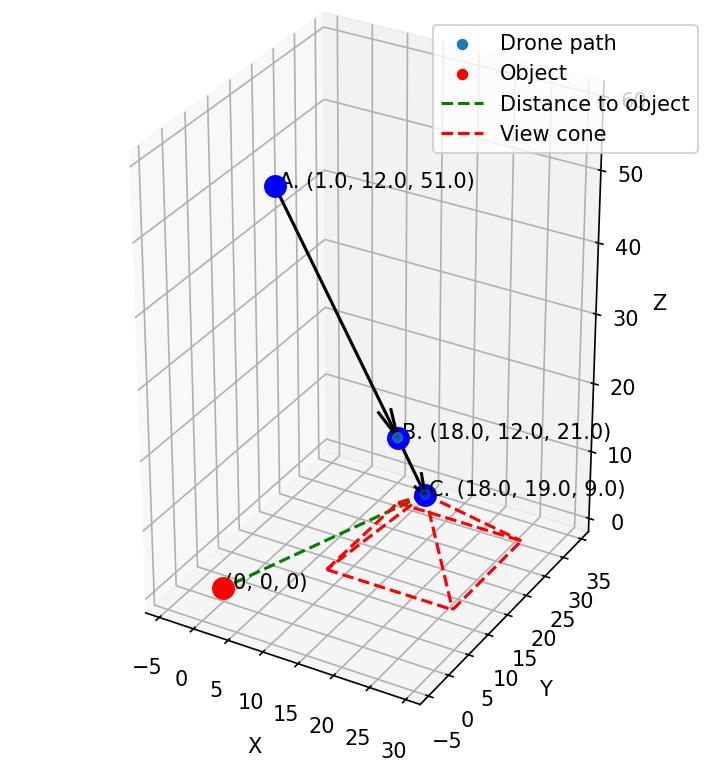 Drone path
Object
Distance to object
View cone
A. (1.0, 12.0, 51.0)
B. (18.0, 12.0, 21.0)
C. (18.0, 19.0, 9.0)
(0, 0, 0)
60
50
40
30
20
10
0
Z
35
30
25
20
15
10
5
0
−5
Y
−5
0
5
10
15
20
25
30
X